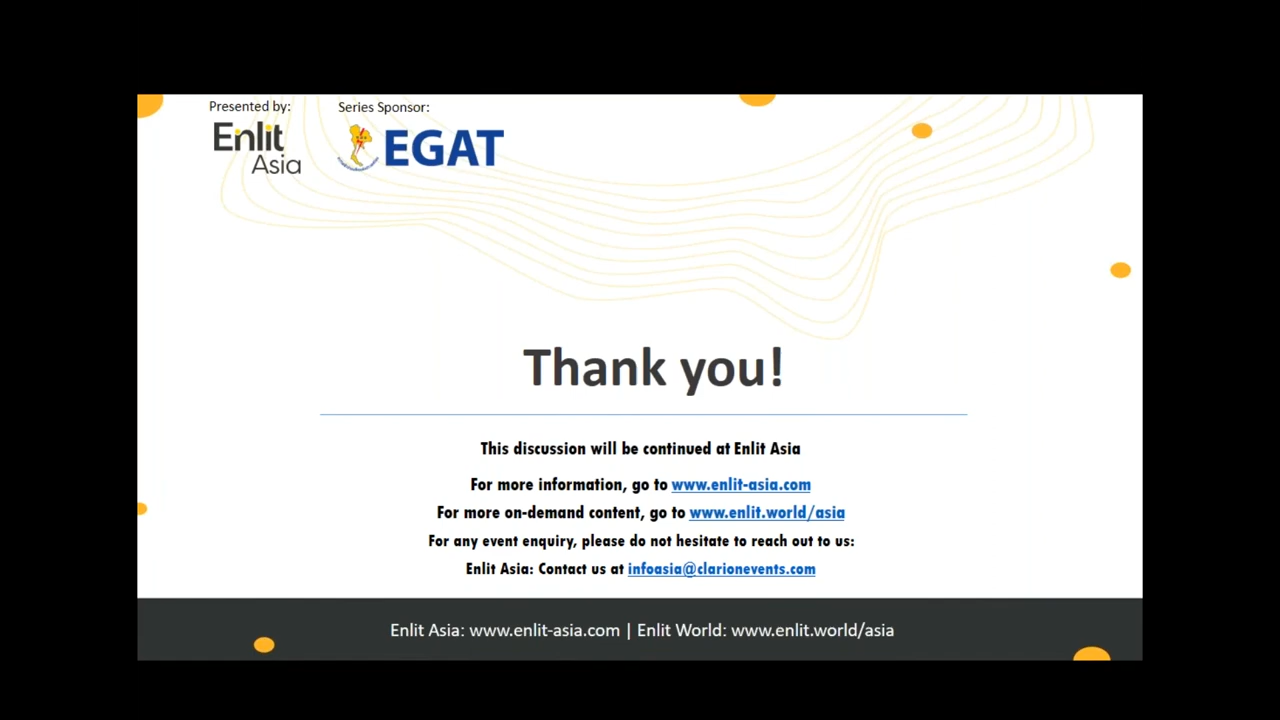 Presented by:
Series Sponsor:
Enlit
Asia
EGAT
Thank you!
This discussion will be continued at Enlit Asia
For more information, go to www.enlit-asia.com
For more on-demand content, go to www.enlit.world/asia
For any event enquiry, please do not hesitate to reach out to us:
Enlit Asia: Contact us at infoasia@clarionevents.com
Enlit Asia: www.enlit-asia.com | Enlit World: www.enlit.world/asia